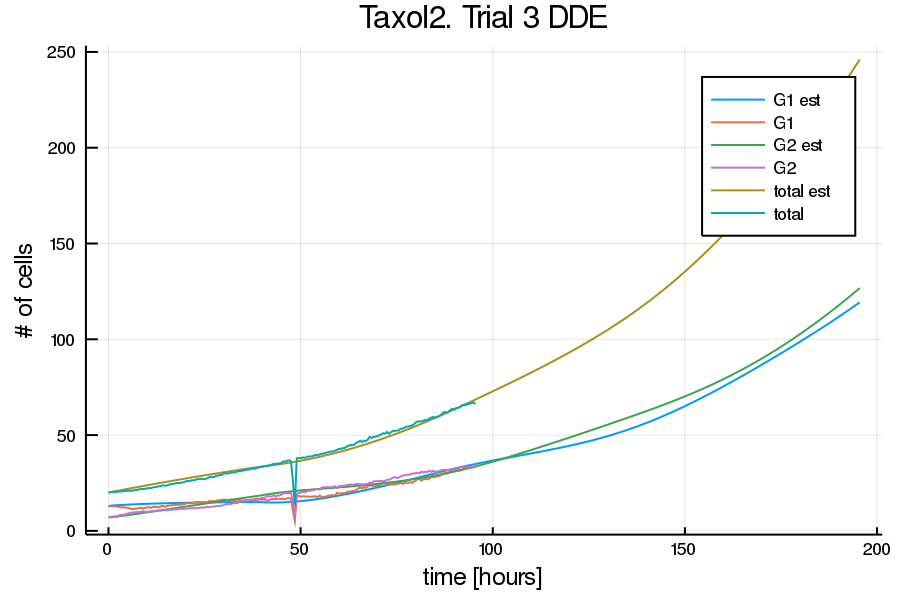 Taxol2. Trial 3 DDE
250
200
150
100
50
0
# of cells
G1 est
G1
G2 est
G2
total est
total
0
50
100
150
200
time [hours]